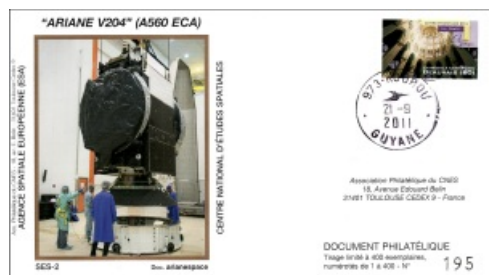 "ARIANE V204" (A560 ECA)
AGENCE SPATIALE EUROPÉENNE (ESA)
CENTRE NATIONAL D'ÉTUDES SPATIALES
SES-2
Doc. arianespace
973-KOUROU
21-9
2011
GUYANE
Association Philatélique du CNES
18, Avenue Edouard Belin
31401 TOULOUSE CEDEX 9 - France
DOCUMENT PHILATÉLIQUE
Tirage limité à 400 exemplaires,
numérotés de 1 à 408 - N°
195